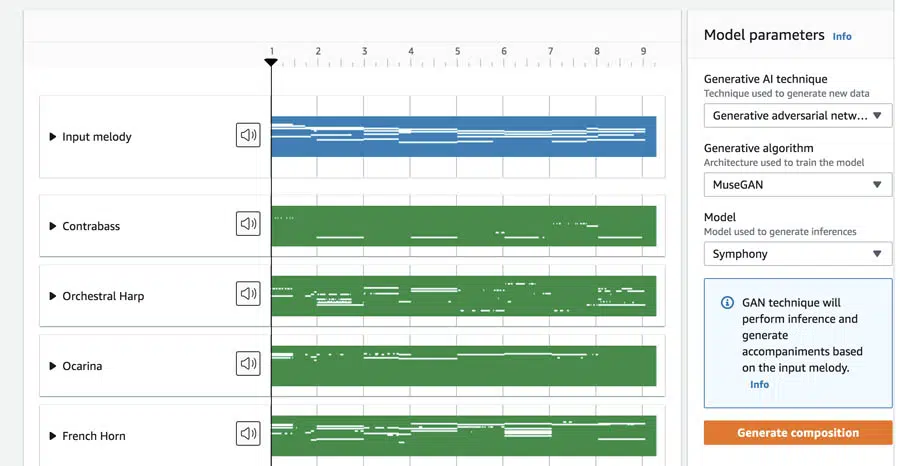 1 2 3 4 5 6 7 8 9
Input melody
Contrabass
Orchestral Harp
Ocarina
French Horn
Model parameters Info
Generative AI technique
Technique used to generate new data
Generative adversarial netw...
Generative algorithm
Architecture used to train the model
MuseGAN
Model
Model used to generate inferences
Symphony
GAN technique will
perform inference and
generate
accompaniments based
on the input melody.
Info
Generate composition